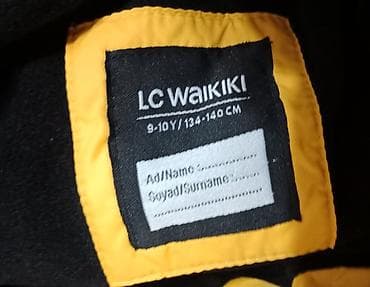 LC WAIKIKI
9-10 Y / 134-140 CM
Ad/Name :................
Soyad/Surname :............
..............................